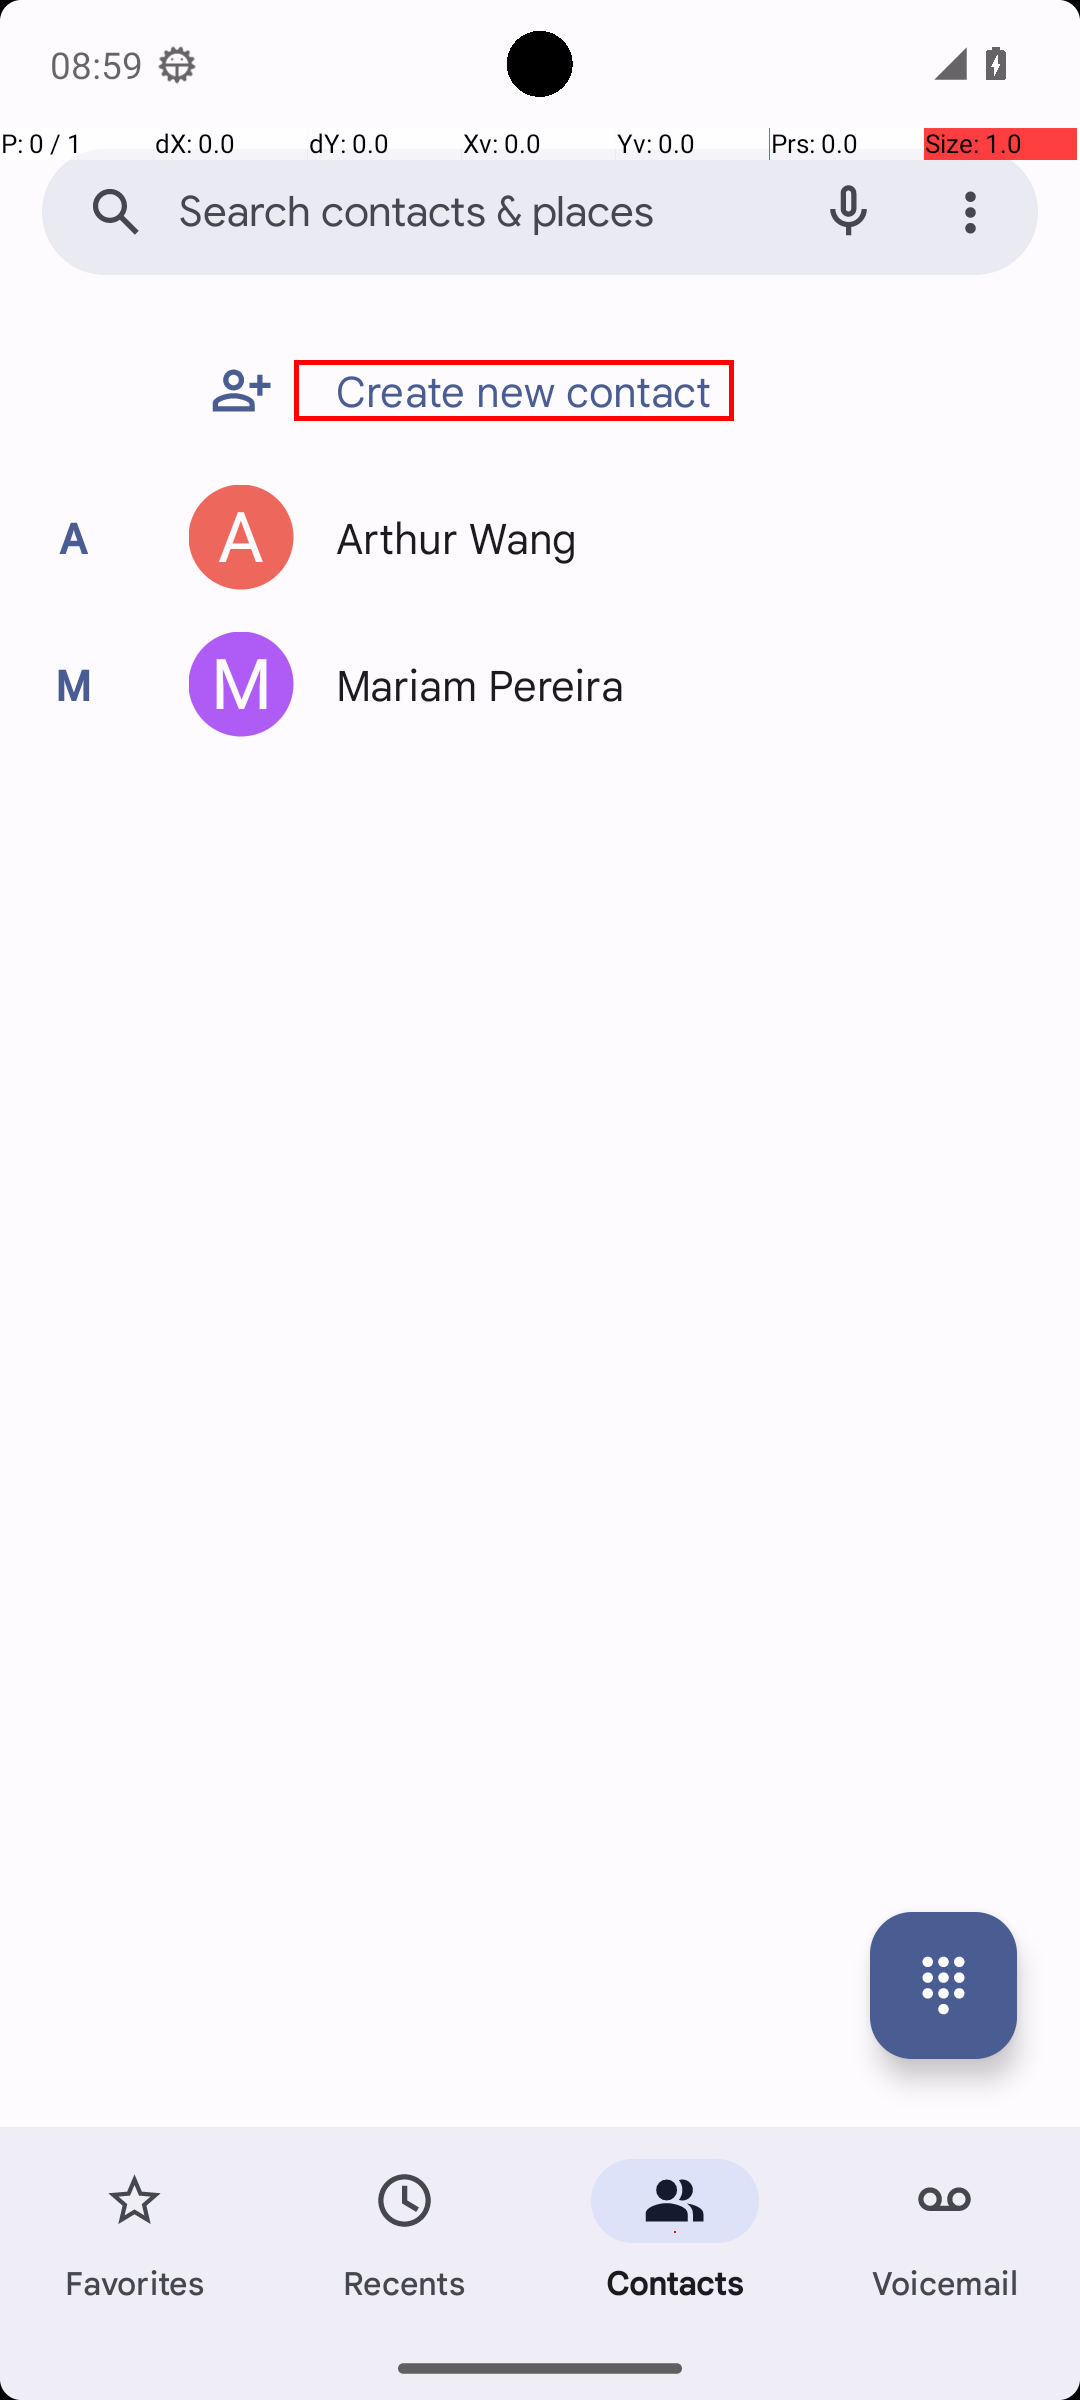 08:59
P: 0 / 1 dX: 0.0 dY: 0.0 Xv: 0.0 Yv: 0.0 Prs: 0.0 Size: 1.0
Search contacts & places
Create new contact
A A Arthur Wang
M M Mariam Pereira
Favorites Recents Contacts Voicemail